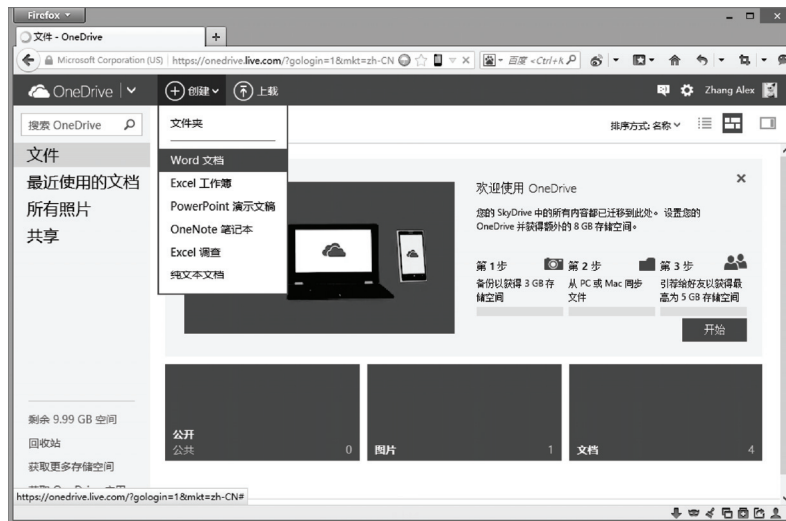 Firefox
文件 - OneDrive
Microsoft Corporation (US)
https://onedrive.live.com/?gologin=1&mkt=zh-CN
百度 <Ctrl+K
OneDrive
创建
上载
Zhang Alex
搜索 OneDrive
文件夹
排序方式: 名称
文件
最近使用的文档
所有照片
共享
Word 文档
Excel 工作簿
PowerPoint 演示文稿
OneNote 笔记本
Excel 调查
纯文本文档
欢迎使用 OneDrive
您的 SkyDrive 中的所有内容都已迁移到此处。设置您的
OneDrive 并获得额外的 8 GB 存储空间。
第 1 步
第 2 步
第 3 步
备份以获得 3 GB 存
储空间
从 PC 或 Mac 同步
文件
引荐给好友以获得最
高为 5 GB 存储空间
开始
公开
公共
0
图片
1
文档
4
剩余 9.99 GB 空间
回收站
获取更多存储空间
https://onedrive.live.com/?gologin=1&mkt=zh-CN#